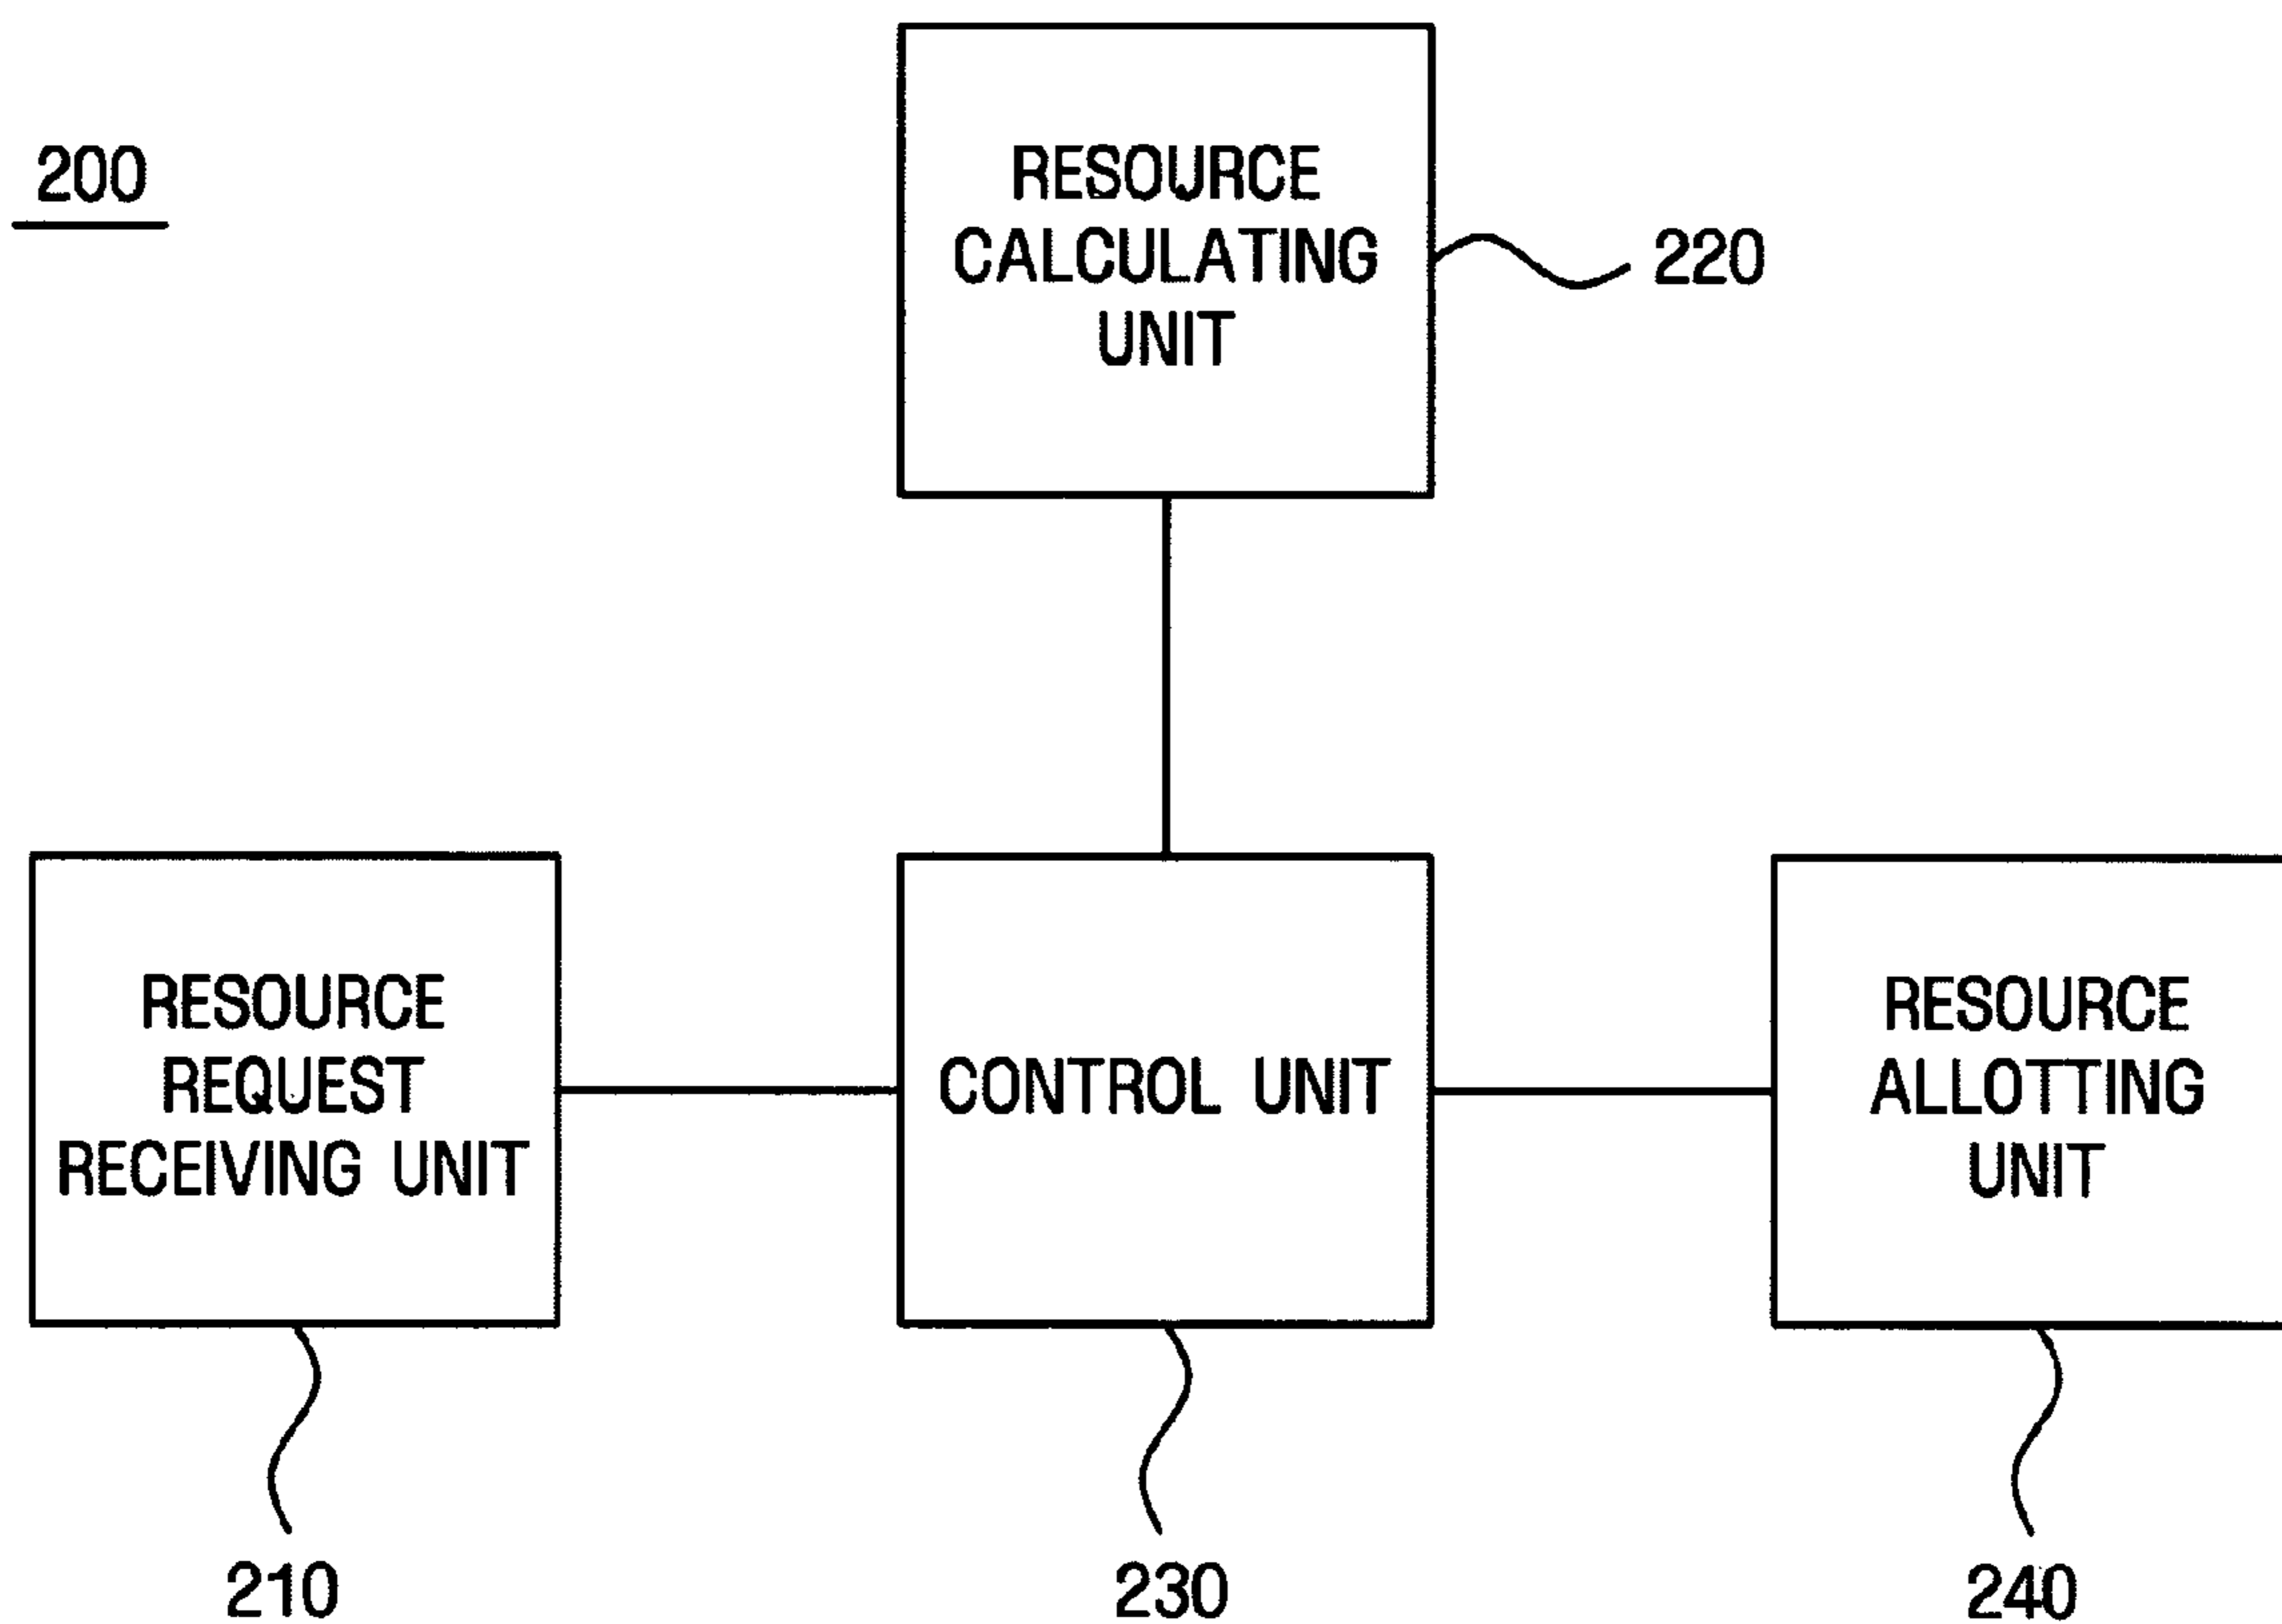 200
RESOURCE
CALCULATING
UNIT
220
RESOURCE
REQUEST
RECEIVING UNIT
CONTROL UNIT
RESOURCE
ALLOTTING
UNIT
210
230
240